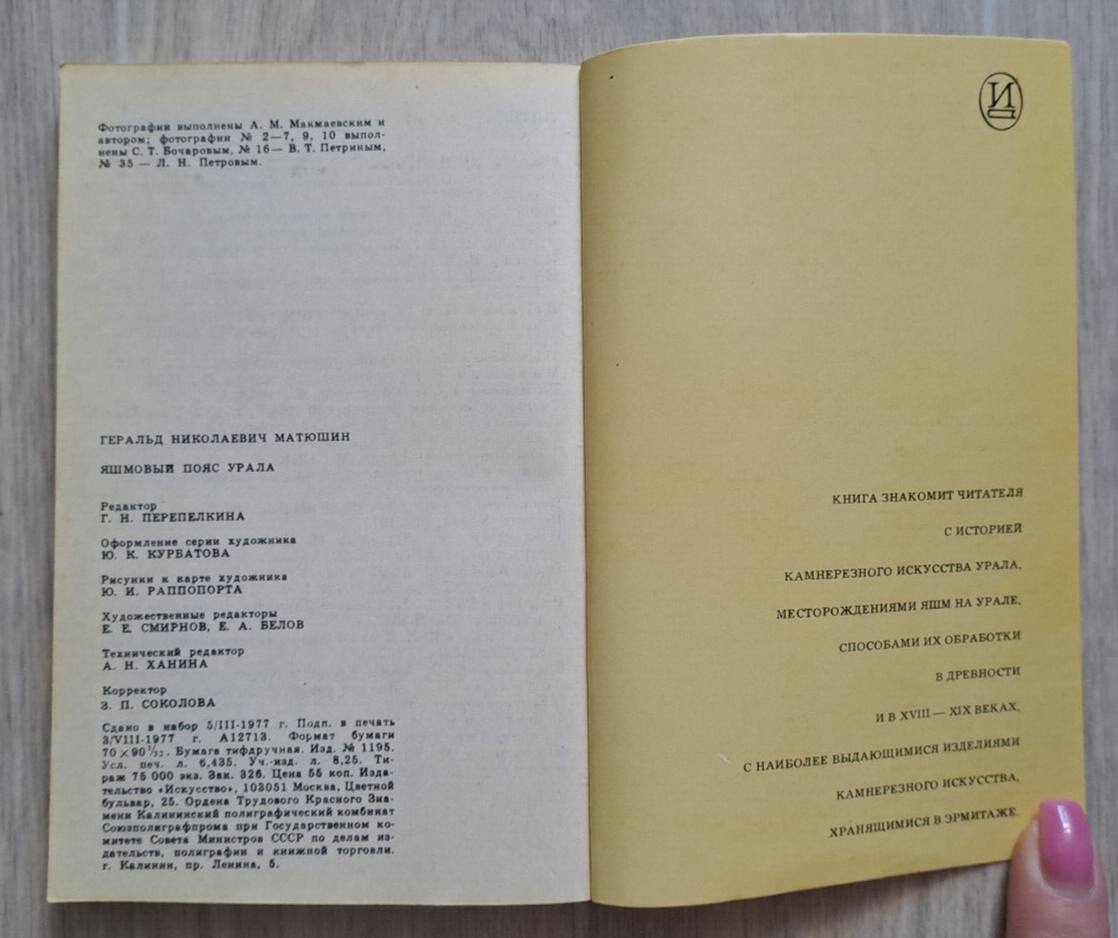 Фотографии выполнены А. М. Макмаевским и
автором; фотографии № 2—7, 9, 10 выпол-
нены С. Т. Бочаровым, № 16— В. Т. Петриным,
№ 35 — Л. Н. Петровым.
ГЕРАЛЬД НИКОЛАЕВИЧ МАТЮШИН
ЯШМОВЫЙ ПОЯС УРАЛА
Редактор
Г. Н. ПЕРЕПЕЛКИНА
Оформление серии художника
Ю. К. КУРБАТОВА
Рисунки к карте художника
Ю. И. РАППОПОРТА
Художественные редакторы
Е. Е. СМИРНОВ, Е. А. БЕЛОВ
Технический редактор
А. Н. ХАНИНА
Корректор
З. П. СОКОЛОВА
Сдано в набор 5/III-1977 г. Подп. в печать
3/VIII-1977 г. А12713. Формат бумаги
70×90 1/32. Бумага тифдручная. Изд. № 1195.
Усл. печ. л. 6,435. Уч.-изд. л. 8,25. Ти-
раж 75 000 экз. Зак. 326. Цена 55 коп. Изда-
тельство «Искусство», 103051 Москва, Цветной
бульвар, 25. Ордена Трудового Красного Зна-
мени Калининский полиграфический комбинат
Союзполиграфпрома при Государственном ко-
митете Совета Министров СССР по делам из-
дательств, полиграфии и книжной торговли.
г. Калинин, пр. Ленина, 5.
И
КНИГА ЗНАКОМИТ ЧИТАТЕЛЯ
С ИСТОРИЕЙ
КАМНЕРЕЗНОГО ИСКУССТВА УРАЛА,
МЕСТОРОЖДЕНИЯМИ ЯШМ НА УРАЛЕ,
СПОСОБАМИ ИХ ОБРАБОТКИ
В ДРЕВНОСТИ
И В XVIII — XIX ВЕКАХ,
С НАИБОЛЕЕ ВЫДАЮЩИМИСЯ ИЗДЕЛИЯМИ
КАМНЕРЕЗНОГО ИСКУССТВА,
ХРАНЯЩИМИСЯ В ЭРМИТАЖЕ.